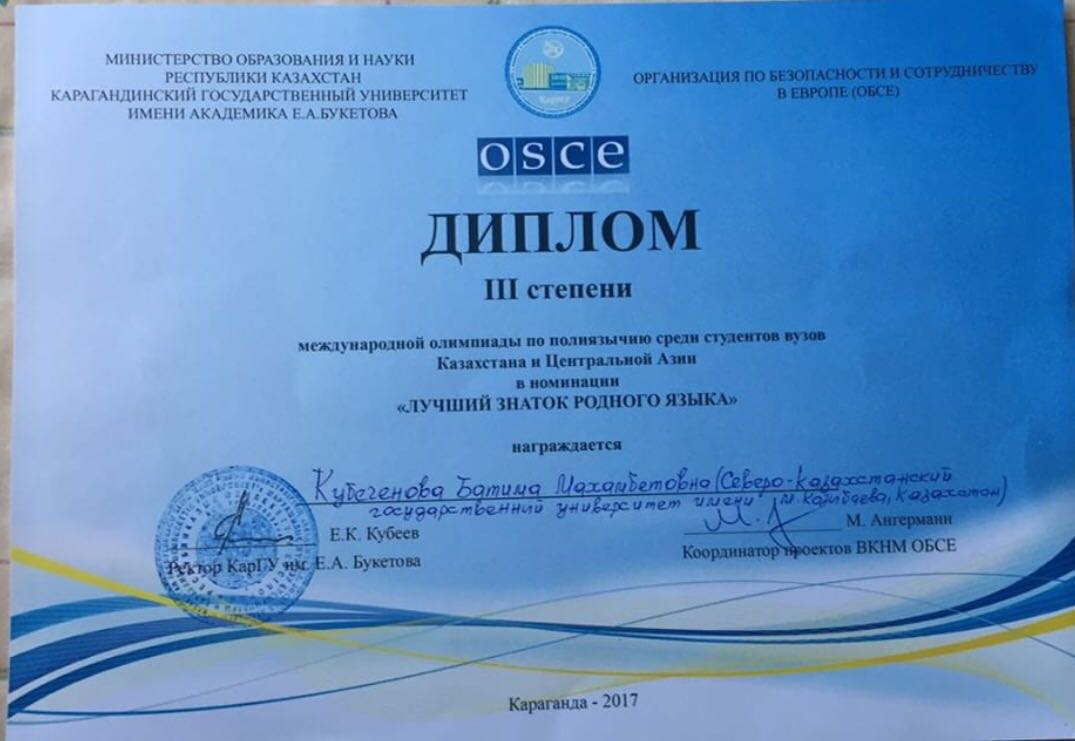 МИНИСТЕРСТВО ОБРАЗОВАНИЯ И НАУКИ
РЕСПУБЛИКИ КАЗАХСТАН
КАРАГАНДИНСКИЙ ГОСУДАРСТВЕННЫЙ УНИВЕРСИТЕТ
ИМЕНИ АКАДЕМИКА Е.А.БУКЕТОВА
ОРГАНИЗАЦИЯ ПО БЕЗОПАСНОСТИ И СОТРУДНИЧЕСТВУ
В ЕВРОПЕ (ОБСЕ)
osce
ДИПЛОМ
III степени
международной олимпиады по полиязычию среди студентов вузов
Казахстана и Центральной Азии
в номинации
«ЛУЧШИЙ ЗНАТОК РОДНОГО ЯЗЫКА»
награждается
Кубегенова Батима Махамбетовна (Северо-Казахстанский
государственный университет имени М. Козыбаева, Казахстан)
Е.К. Кубеев
Ректор КарГУ им. Е.А. Букетова
М. Ангерманн
Координатор проектов ВКНМ ОБСЕ
Караганда - 2017